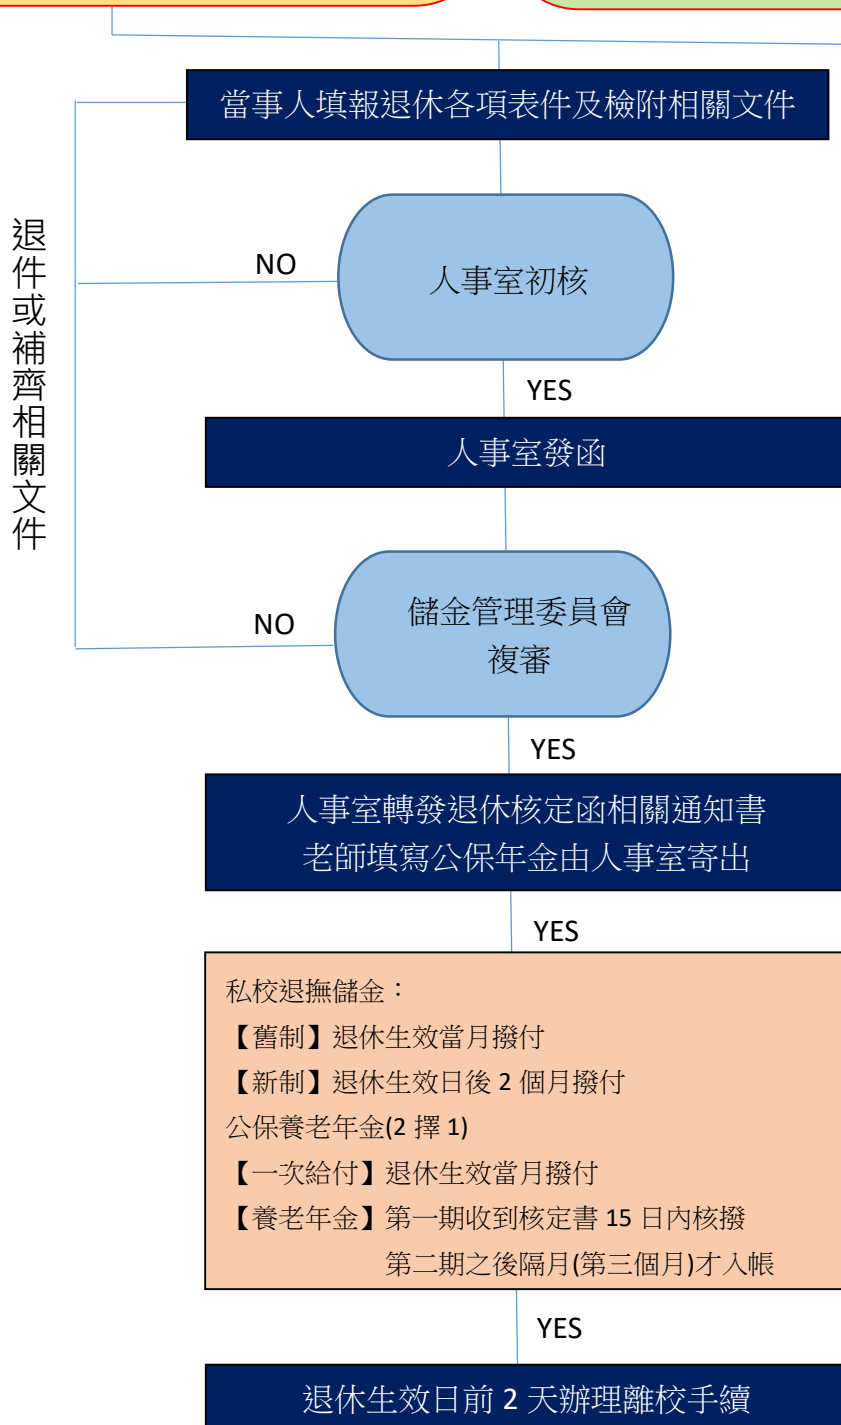 當事人填報退休各項表件及檢附相關文件
退件或補齊相關文件
NO
人事室初核
YES
人事室發函
NO
儲金管理委員會
複審
YES
人事室轉發退休核定函相關通知書
老師填寫公保年金由人事室寄出
YES
私校退撫儲金：
【舊制】退休生效當月撥付
【新制】退休生效日後 2 個月撥付
公保養老年金(2 擇 1)
【一次給付】退休生效當月撥付
【養老年金】第一期收到核定書 15 日內核撥
第二期之後隔月(第三個月)才入帳
YES
退休生效日前 2 天辦理離校手續